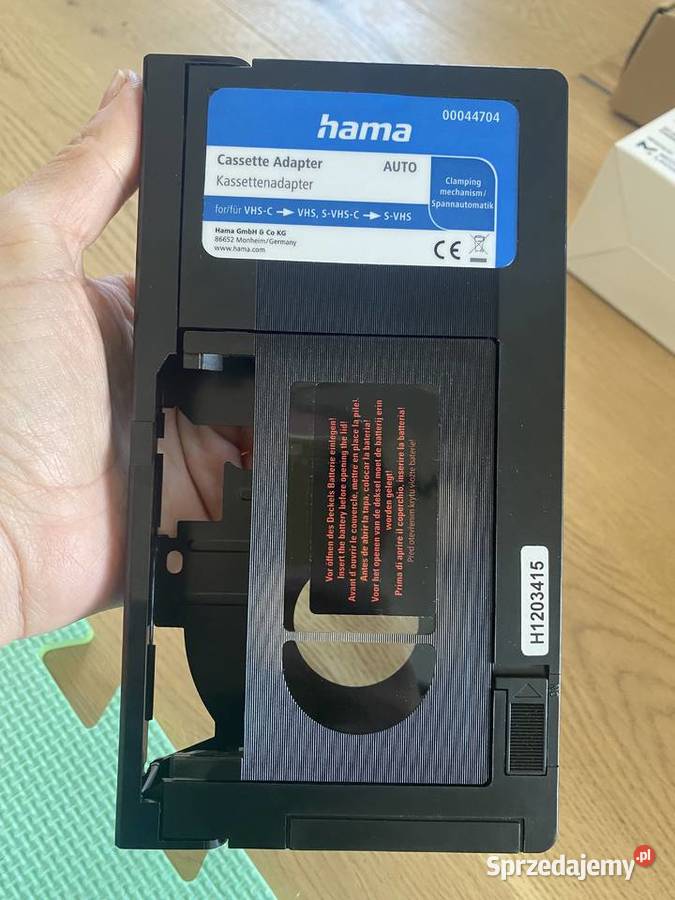 hama
00044704
Cassette Adapter
AUTO
Kassettenadapter
Clamping
mechanism/
Spannautomatik
for/für VHS-C → VHS, S-VHS-C → S-VHS
Hama GmbH & Co KG
86652 Monheim/Germany
www.hama.com
CE
Vor öffnen des Deckels Batterie einlegen!
Insert the battery before opening the lid!
Avant d ouvrir le couvercle, mettre en place la pile!
Antes de abrir la tapa, colocar la bateria!
Voor het openen van de deksel moet de batterij erin
worden gelegt!
Prima di aprire il coperchio, inserire la batteria!
Před otevřením krytu vložte baterie!
H1203415
Sprzedajemy.pl